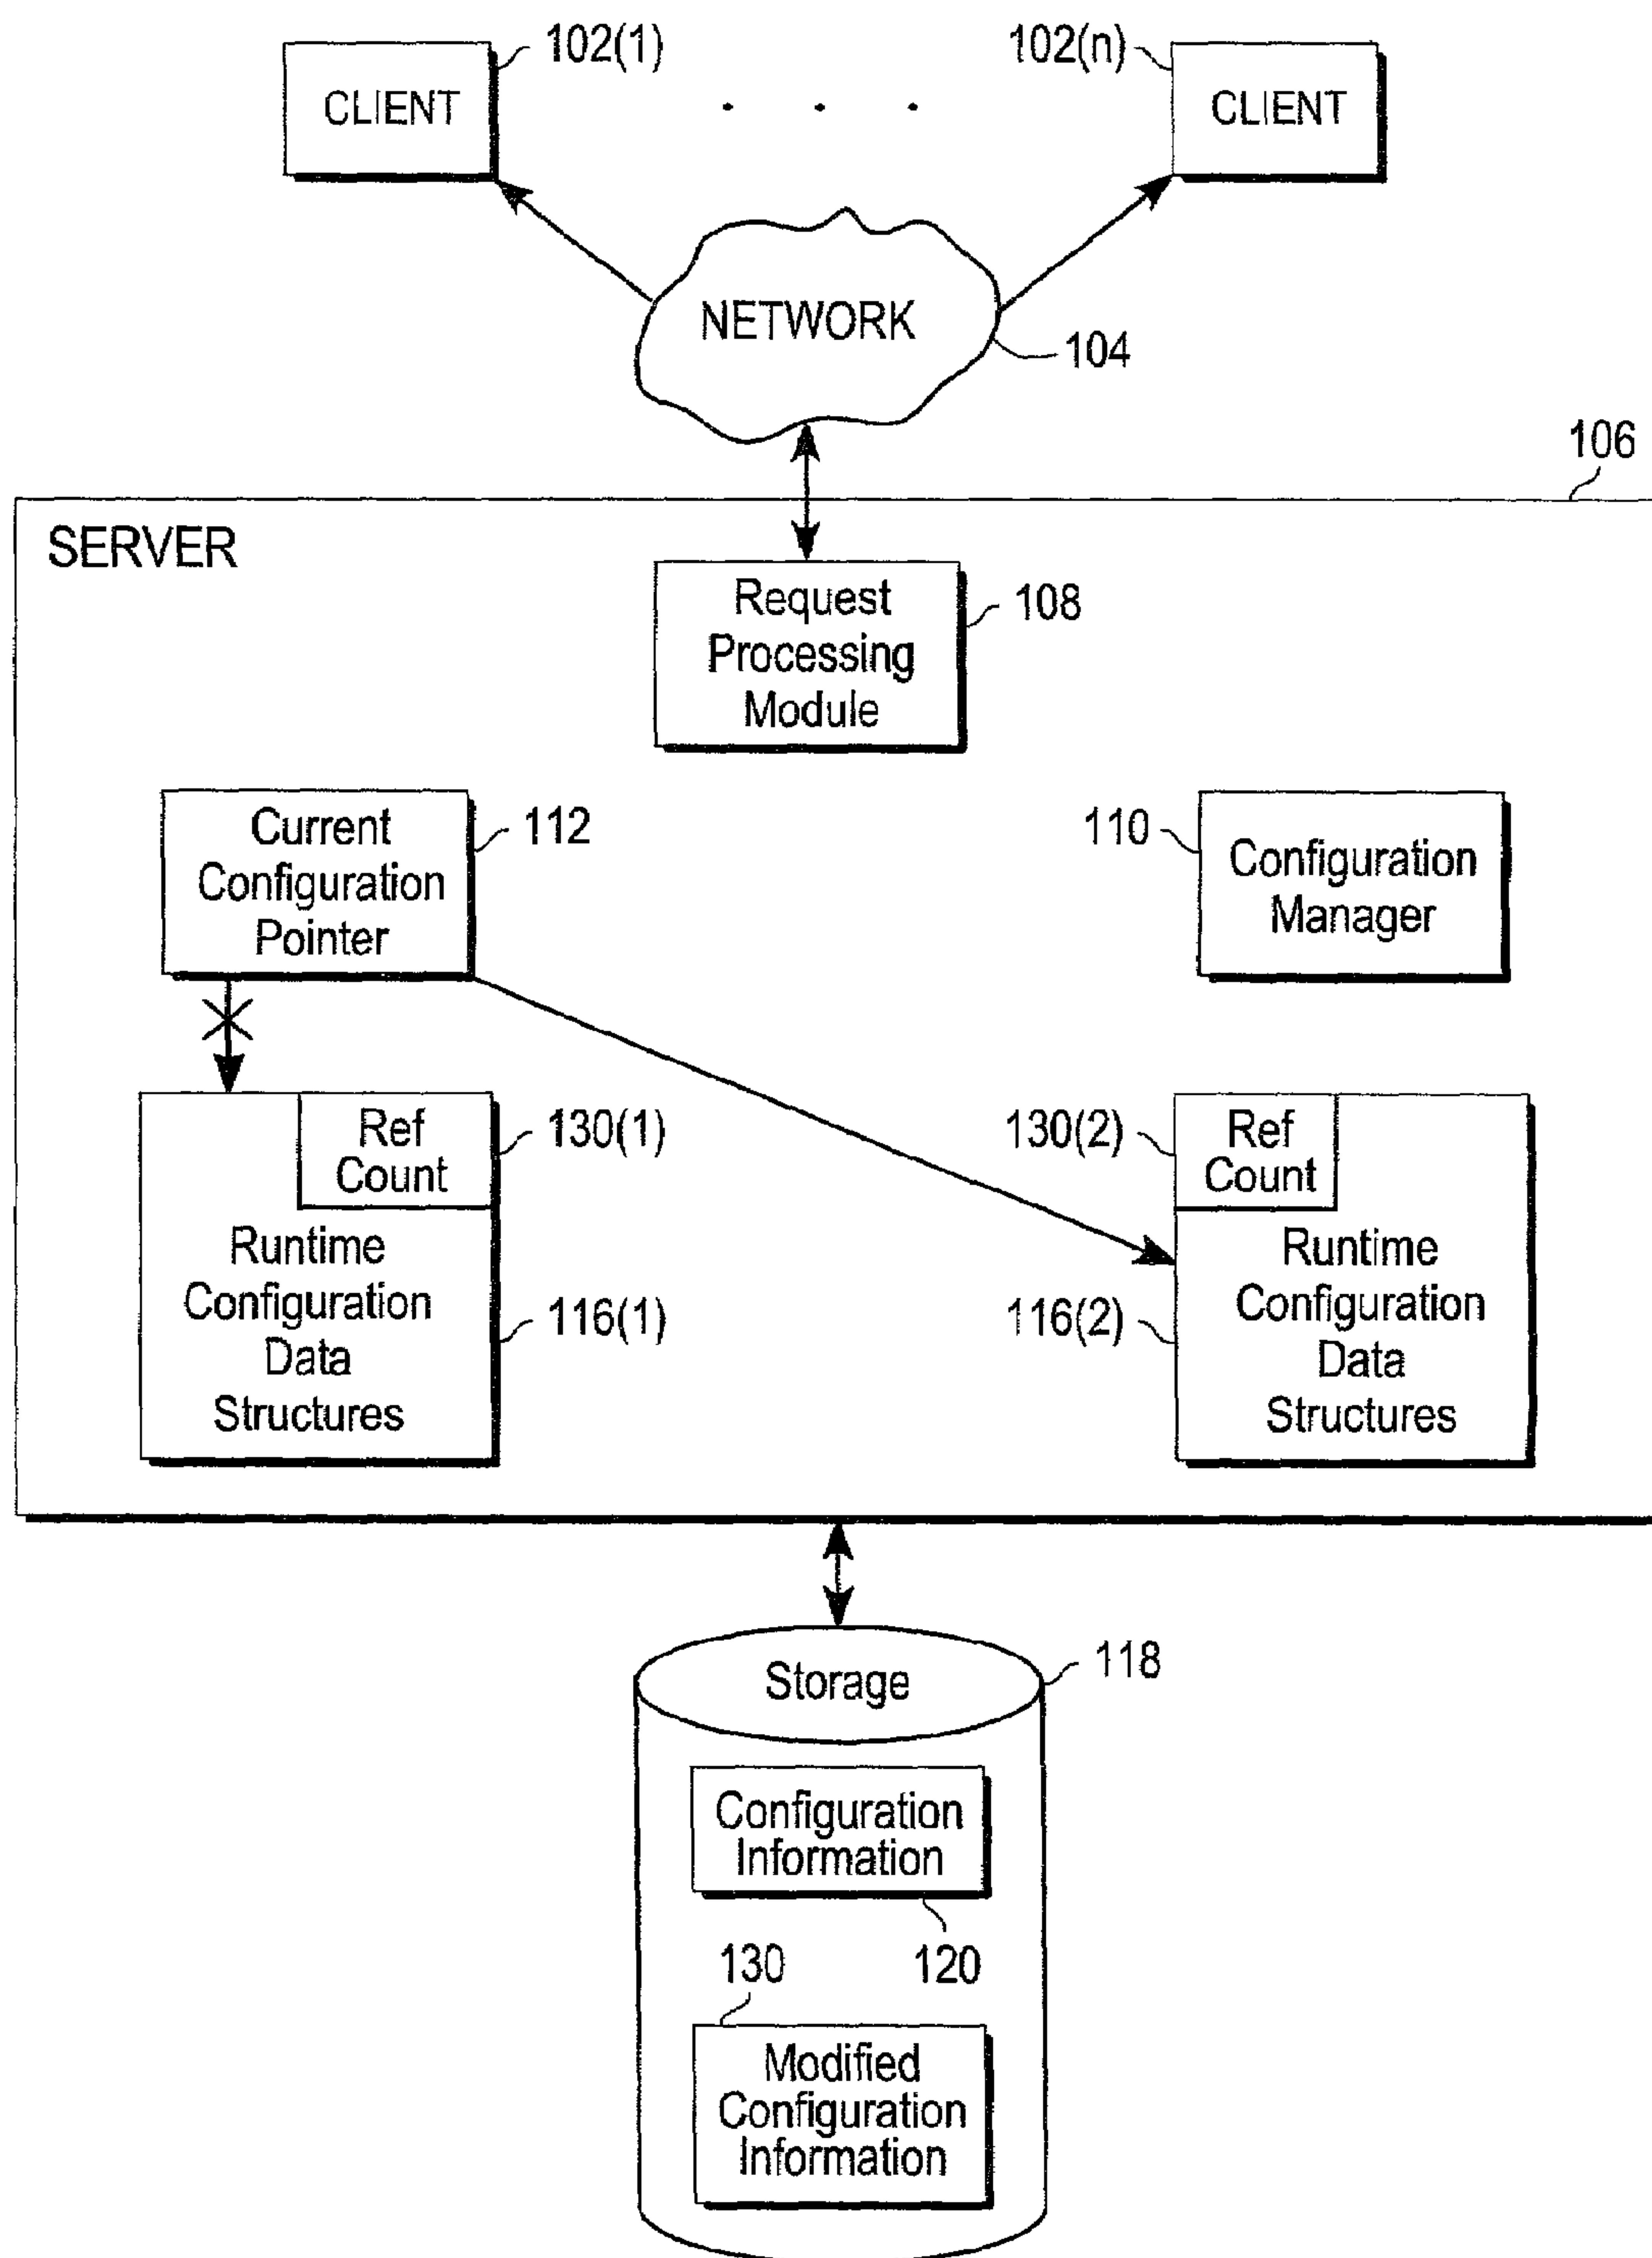 102(1)
102(n)
CLIENT
CLIENT
NETWORK
104
106
SERVER
Request
Processing
Module
108
Current
Configuration
Pointer
112
110
Configuration
Manager
Ref
Count
130(1)
130(2)
Ref
Count
Runtime
Configuration
Data
Structures
116(1)
116(2)
Runtime
Configuration
Data
Structures
Storage
118
Configuration
Information
130
120
Modified
Configuration
Information